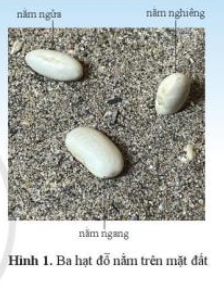 nằm ngửa
nằm nghiêng
nằm ngang
Hình 1. Ba hạt đỗ nằm trên mặt đất